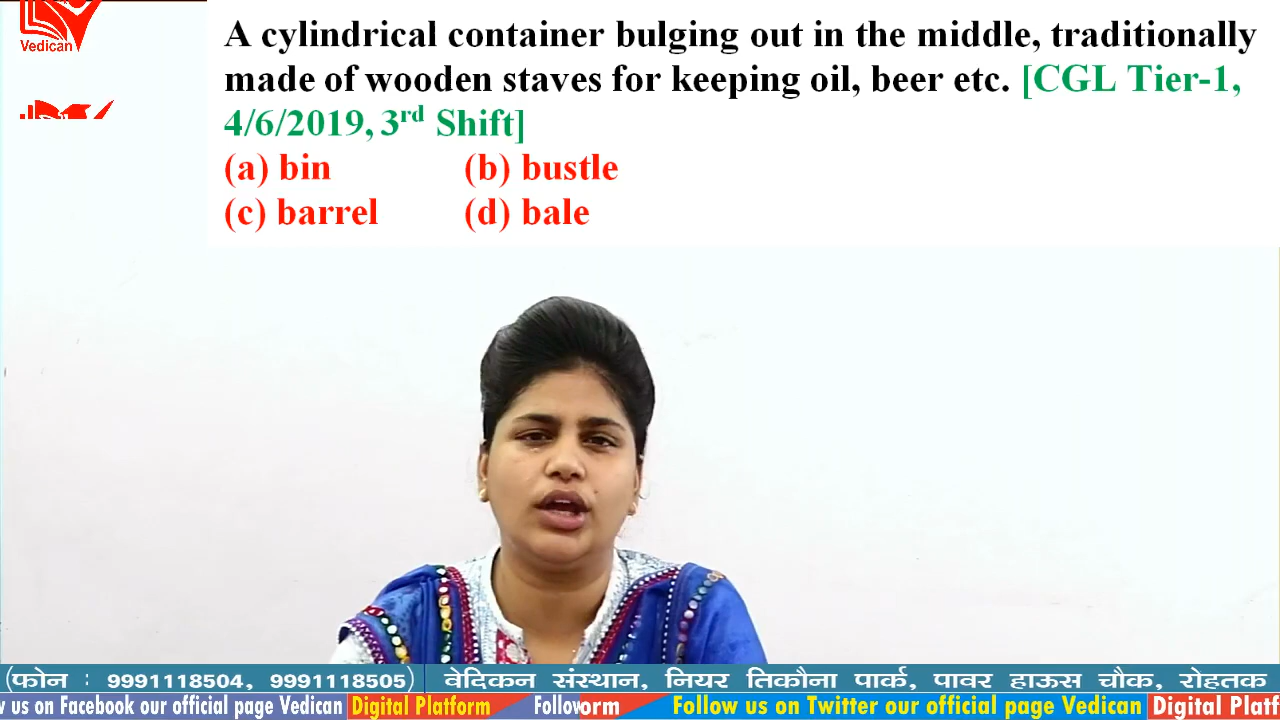 Vedican
A cylindrical container bulging out in the middle, traditionally
made of wooden staves for keeping oil, beer etc. [CGL Tier-1,
4/6/2019, 3rd Shift]
(a) bin (b) bustle
(c) barrel (d) bale
(फोन : 9991118504, 9991118505) वेदिकन संस्थान, नियर तिकौना पार्क, पावर हाऊस चौक, रोहतक
us on Facebook our official page Vedican Digital Platform Follow us on Twitter our official page Vedican Digital